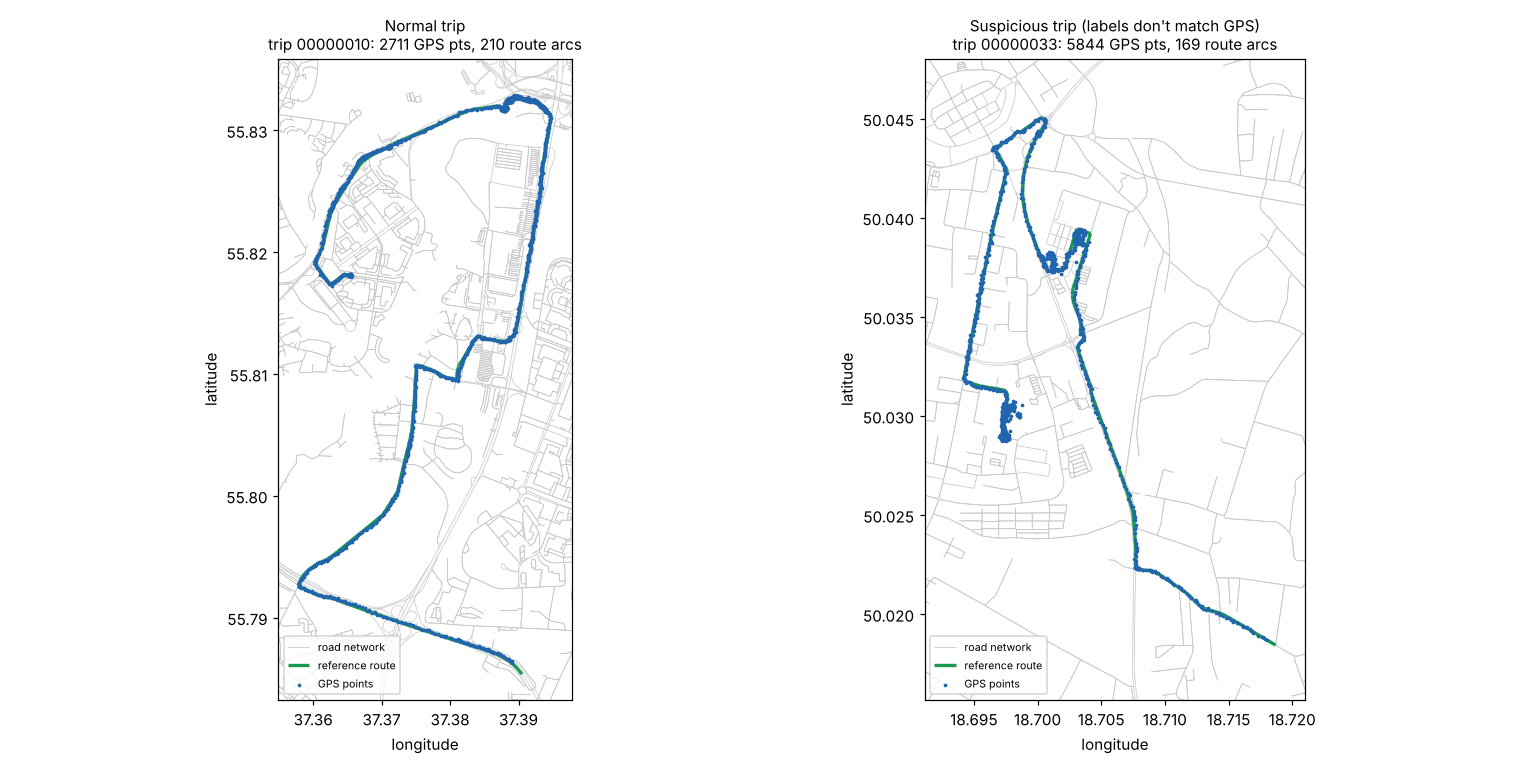 Normal trip
trip 00000010: 2711 GPS pts, 210 route arcs
55.83
55.82
55.81
55.80
55.79
latitude
37.36
37.37
37.38
37.39
longitude
road network
reference route
GPS points
Suspicious trip (labels don't match GPS)
trip 00000033: 5844 GPS pts, 169 route arcs
50.045
50.040
50.035
50.030
50.025
50.020
latitude
18.695
18.700
18.705
18.710
18.715
18.720
longitude
road network
reference route
GPS points